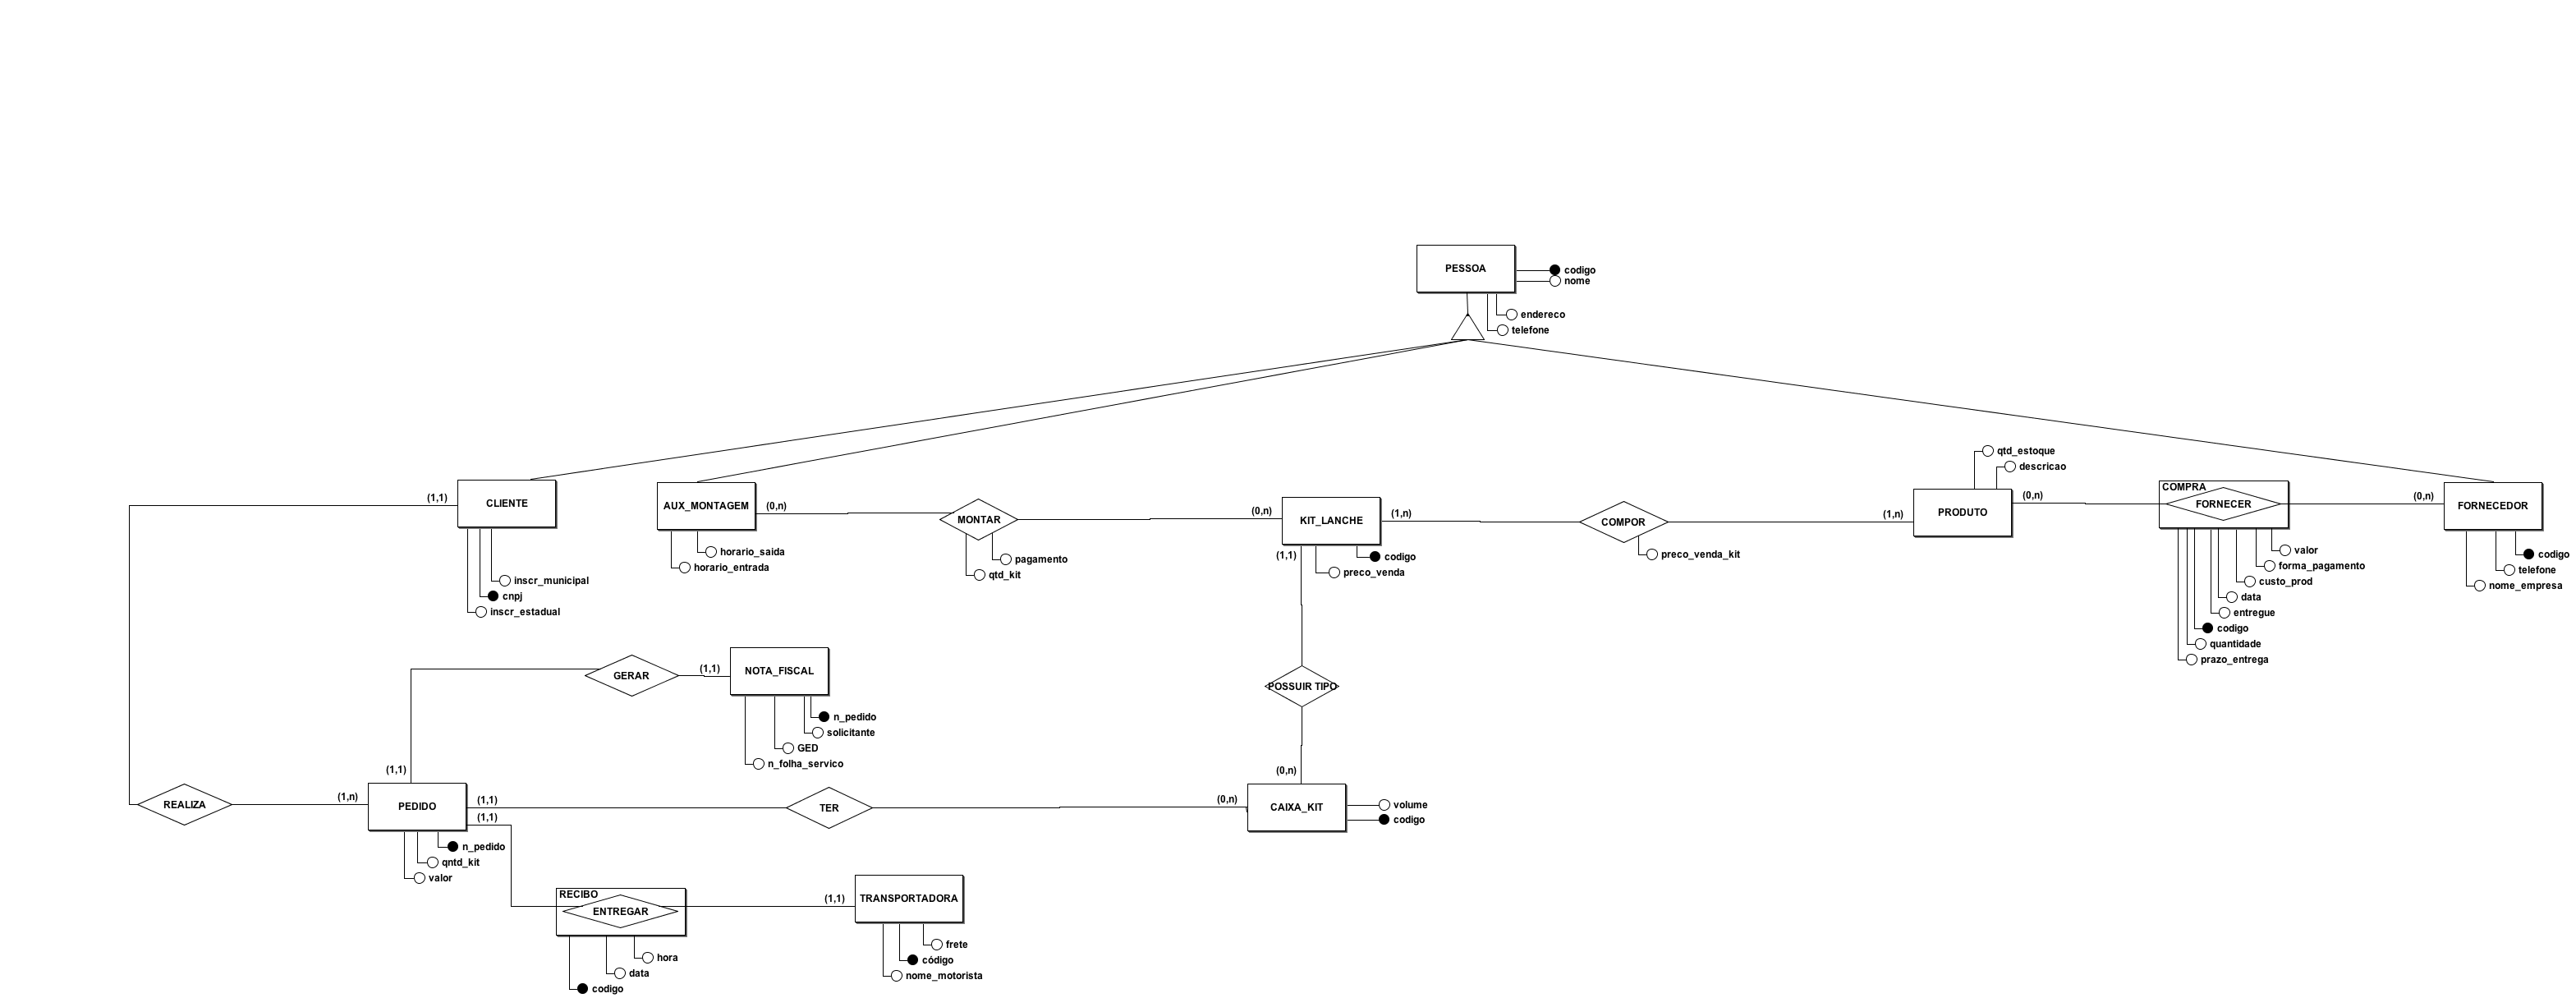 PESSOA
codigo
nome
endereco
telefone
CLIENTE
(1,1)
inscr_municipal
cnpj
inscr_estadual
AUX_MONTAGEM
(0,n)
horario_saida
horario_entrada
MONTAR
(0,n)
pagamento
qtd_kit
KIT_LANCHE
(1,n)
(1,1)
codigo
preco_venda
COMPOR
(1,n)
preco_venda_kit
qtd_estoque
descricao
PRODUTO
(0,n)
COMPRA
FORNECER
(0,n)
valor
forma_pagamento
custo_prod
data
entregue
codigo
quantidade
prazo_entrega
FORNECEDOR
codigo
telefone
nome_empresa
GERAR
(1,1)
NOTA_FISCAL
n_pedido
solicitante
GED
n_folha_servico
POSSUIR TIPO
(1,1)
(0,n)
REALIZA
(1,n)
PEDIDO
(1,1)
(1,1)
n_pedido
qntd_kit
valor
TER
(0,n)
CAIXA_KIT
volume
codigo
RECIBO
ENTREGAR
(1,1)
hora
data
codigo
TRANSPORTADORA
frete
código
nome_motorista